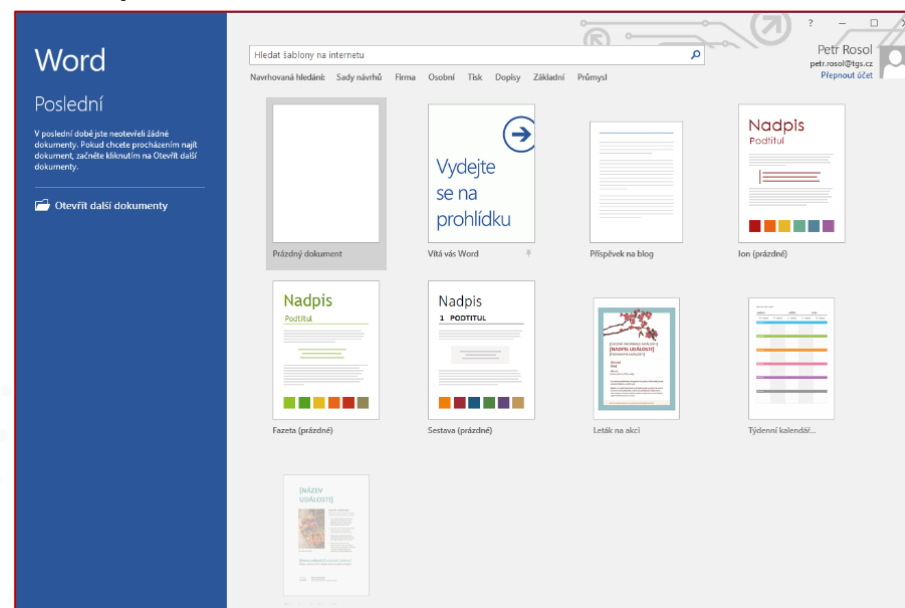 Word
Poslední
V poslední době jste neotevřeli žádné
dokumenty. Pokud chcete procházením najít
dokument, začněte kliknutím na Otevřít další
dokumenty.
Otevřít další dokumenty
?
Petr Rosol
petr.rosol@tgs.cz
Přepnout účet
Hledat šablony na internetu
Navrhovaná hledání: Sady návrhů Firma Osobní Tisk Dopisy Základní Průmysl
Vydejte
se na
prohlídku
Nadpis
Podtitul
Prázdný dokument
Vítá vás Word
Příspěvek na blog
Ion (prázdné)
Nadpis
Podtitul
Nadpis
1 PODTITUL
[NADPIS UDÁLOSTI]
Fazeta (prázdné)
Sestava (prázdné)
Leták na akci
Týdenní kalendář...
[NÁZEV
UDÁLOSTI]